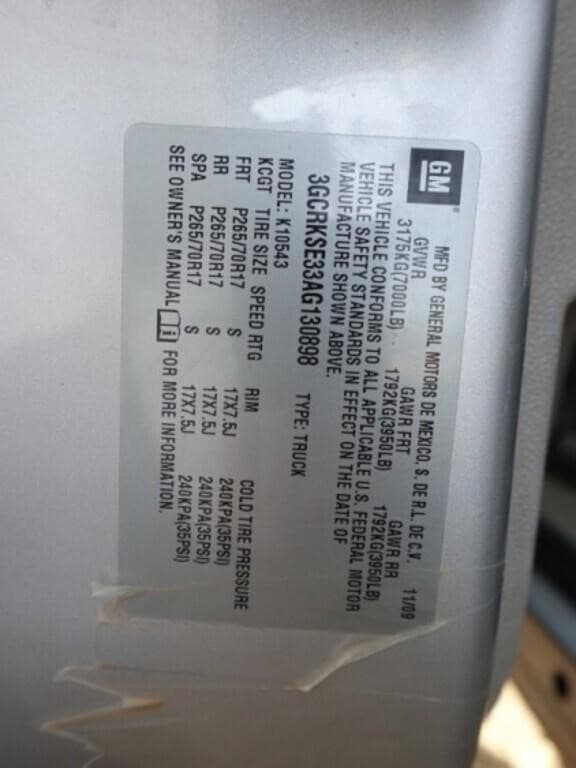 GM
MFD BY GENERAL MOTORS DE MEXICO, S. DE R.L. DE C.V. 11/09
GVWR GAWR FRT GAWR RR
3175KG(7000LB) 1792KG(3950LB) 1792KG(3950LB)
THIS VEHICLE CONFORMS TO ALL APPLICABLE U.S. FEDERAL MOTOR
VEHICLE SAFETY STANDARDS IN EFFECT ON THE DATE OF
MANUFACTURE SHOWN ABOVE.
3GCRKSE33AG130898 TYPE: TRUCK
MODEL: K10543
KCGT TIRE SIZE SPEED RTG RIM COLD TIRE PRESSURE
FRT P265/70R17 S 17X7.5J 240KPA(35PSI)
RR P265/70R17 S 17X7.5J 240KPA(35PSI)
SPA P265/70R17 S 17X7.5J 240KPA(35PSI)
SEE OWNER'S MANUAL FOR MORE INFORMATION.